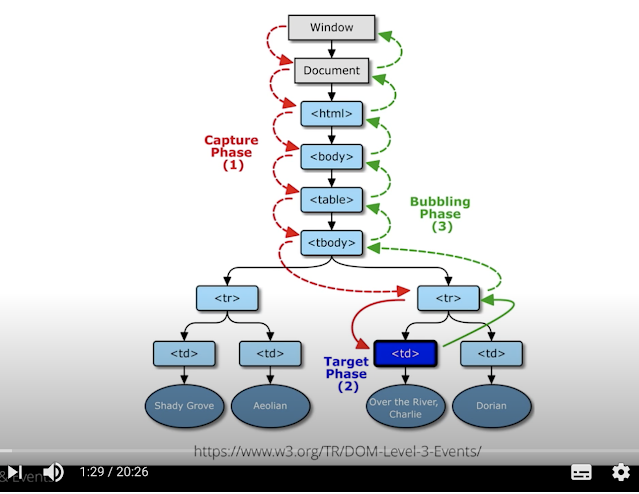 Window
Document
<html>
Capture
Phase
(1)
<body>
<table>
Bubbling
Phase
(3)
<tbody>
<tr>
<tr>
<td>
<td>
Target
Phase
(2)
<td>
<td>
Shady Grove
Aeolian
Over the River,
Charlie
Dorian
https://www.w3.org/TR/DOM-Level-3-Events/
& Events
1:29 / 20:26